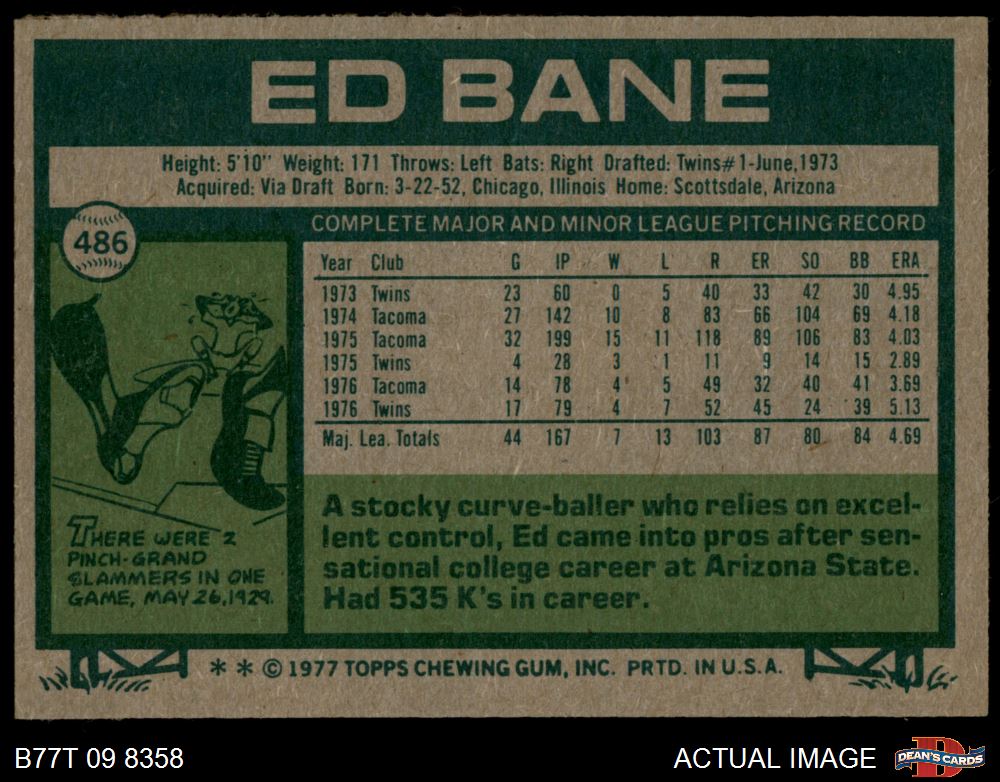 ED BANE
Height: 5'10" Weight: 171 Throws: Left Bats: Right Drafted: Twins#1-June,1973
Acquired: Via Draft Born: 3-22-52, Chicago, Illinois Home: Scottsdale, Arizona
486
COMPLETE MAJOR AND MINOR LEAGUE PITCHING RECORD
Year Club G IP W L R ER SO BB ERA
1973 Twins 23 60 0 5 40 33 42 30 4.95
1974 Tacoma 27 142 10 8 83 66 104 69 4.18
1975 Tacoma 32 199 15 11 118 89 106 83 4.03
1975 Twins 4 28 3 1 11 9 14 15 2.89
1976 Tacoma 14 78 4 5 49 32 40 41 3.69
1976 Twins 17 79 4 7 52 45 24 39 5.13
Maj. Lea. Totals 44 167 7 13 103 87 80 84 4.69
THERE WERE 2
PINCH-GRAND
SLAMMERS IN ONE
GAME, MAY 26,1929.
A stocky curve-baller who relies on excel-
lent control, Ed came into pros after sen-
sational college career at Arizona State.
Had 535 K's in career.
** © 1977 TOPPS CHEWING GUM, INC. PRTD. IN U.S.A.
B77T 09 8358
ACTUAL IMAGE
D
DEAN'S CARDS